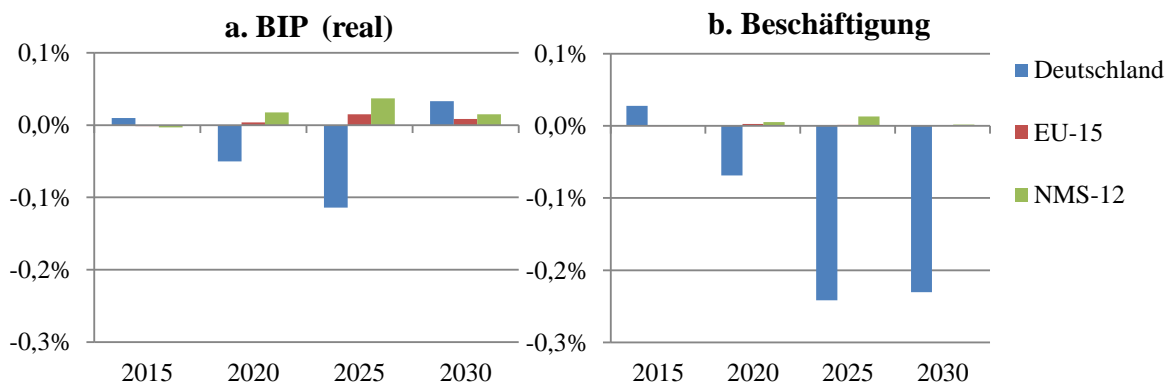 a. BIP (real)
0,1%
0,0%
-0,1%
-0,2%
-0,3%
2015 2020 2025 2030
b. Beschäftigung
0,1%
0,0%
-0,1%
-0,2%
-0,3%
2015 2020 2025 2030
Deutschland
EU-15
NMS-12